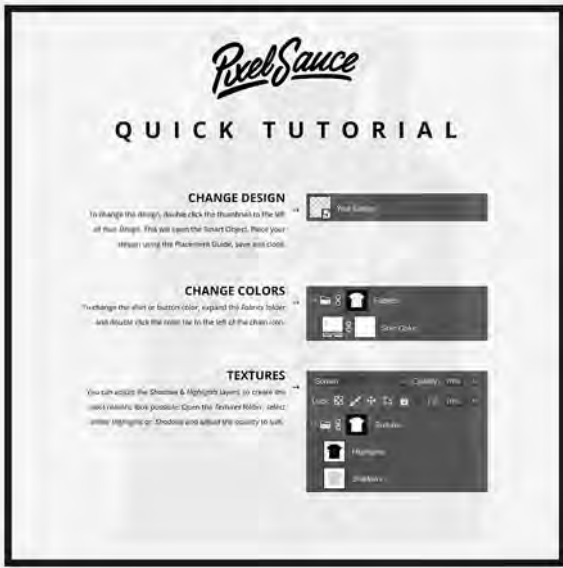 Pixel Sauce
QUICK TUTORIAL
CHANGE DESIGN
To change the design, double click the thumbnail to the left
of Your Design. This will open the Smart Object. Place your
design using the Placement Guide, save and close.
Your Design
CHANGE COLORS
To change the shirt or button color, expand the Fabrics folder
and double click the color tile to the left of the chain icon.
Fabrics
Shirt Color
TEXTURES
You can adjust the Shadow & Highlights layers, to create the
most realistic look possible. Open the Textures folder, select
either Highlights or Shadows and adjust the opacity to suit.
Screen Opacity:
Lock:
Textures
Highlights
Shadows